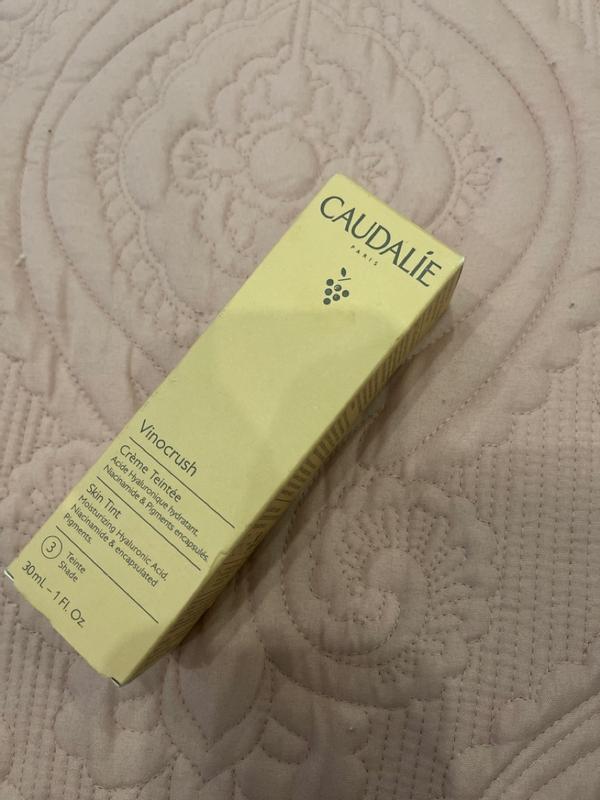 CAUDALÍE
PARIS
Vinocrush
Crème Teintée
Acide Hyaluronique hydratant.
Niacinamide & Pigments encapsulés.
Skin Tint
Moisturizing Hyaluronic Acid.
Niacinamide & encapsulated
Pigments.
3 Teinte
Shade
30mL – 1 Fl. Oz